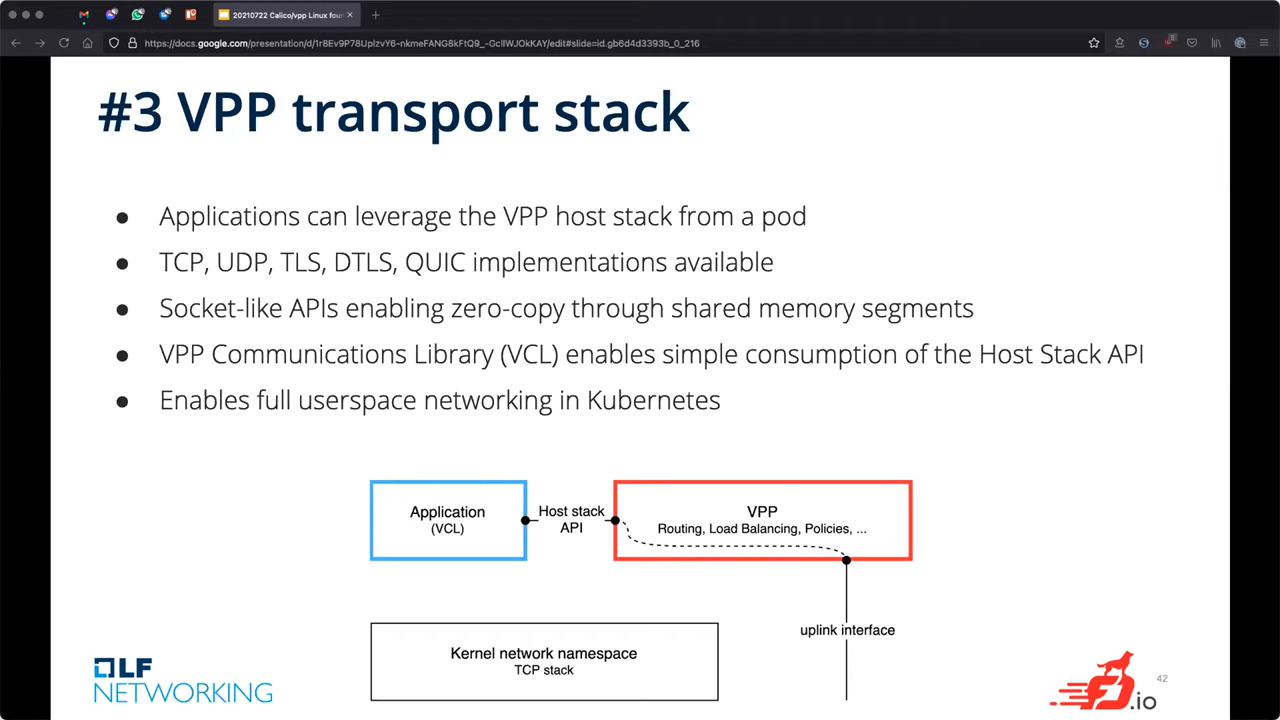 20210722 Calico/vpp Linux four
https://docs.google.com/presentation/d/1r8Ev9P78UplzvY6-nkmeFANG8kFtQ9_-GcIIWJOkKAY/edit#slide=id.gb6d4d3393b_0_216
#3 VPP transport stack
● Applications can leverage the VPP host stack from a pod
● TCP, UDP, TLS, DTLS, QUIC implementations available
● Socket-like APIs enabling zero-copy through shared memory segments
● VPP Communications Library (VCL) enables simple consumption of the Host Stack API
● Enables full userspace networking in Kubernetes
Application
(VCL)
Host stack
API
VPP
Routing, Load Balancing, Policies, ...
uplink interface
Kernel network namespace
TCP stack
LF
NETWORKING
FD.io
42